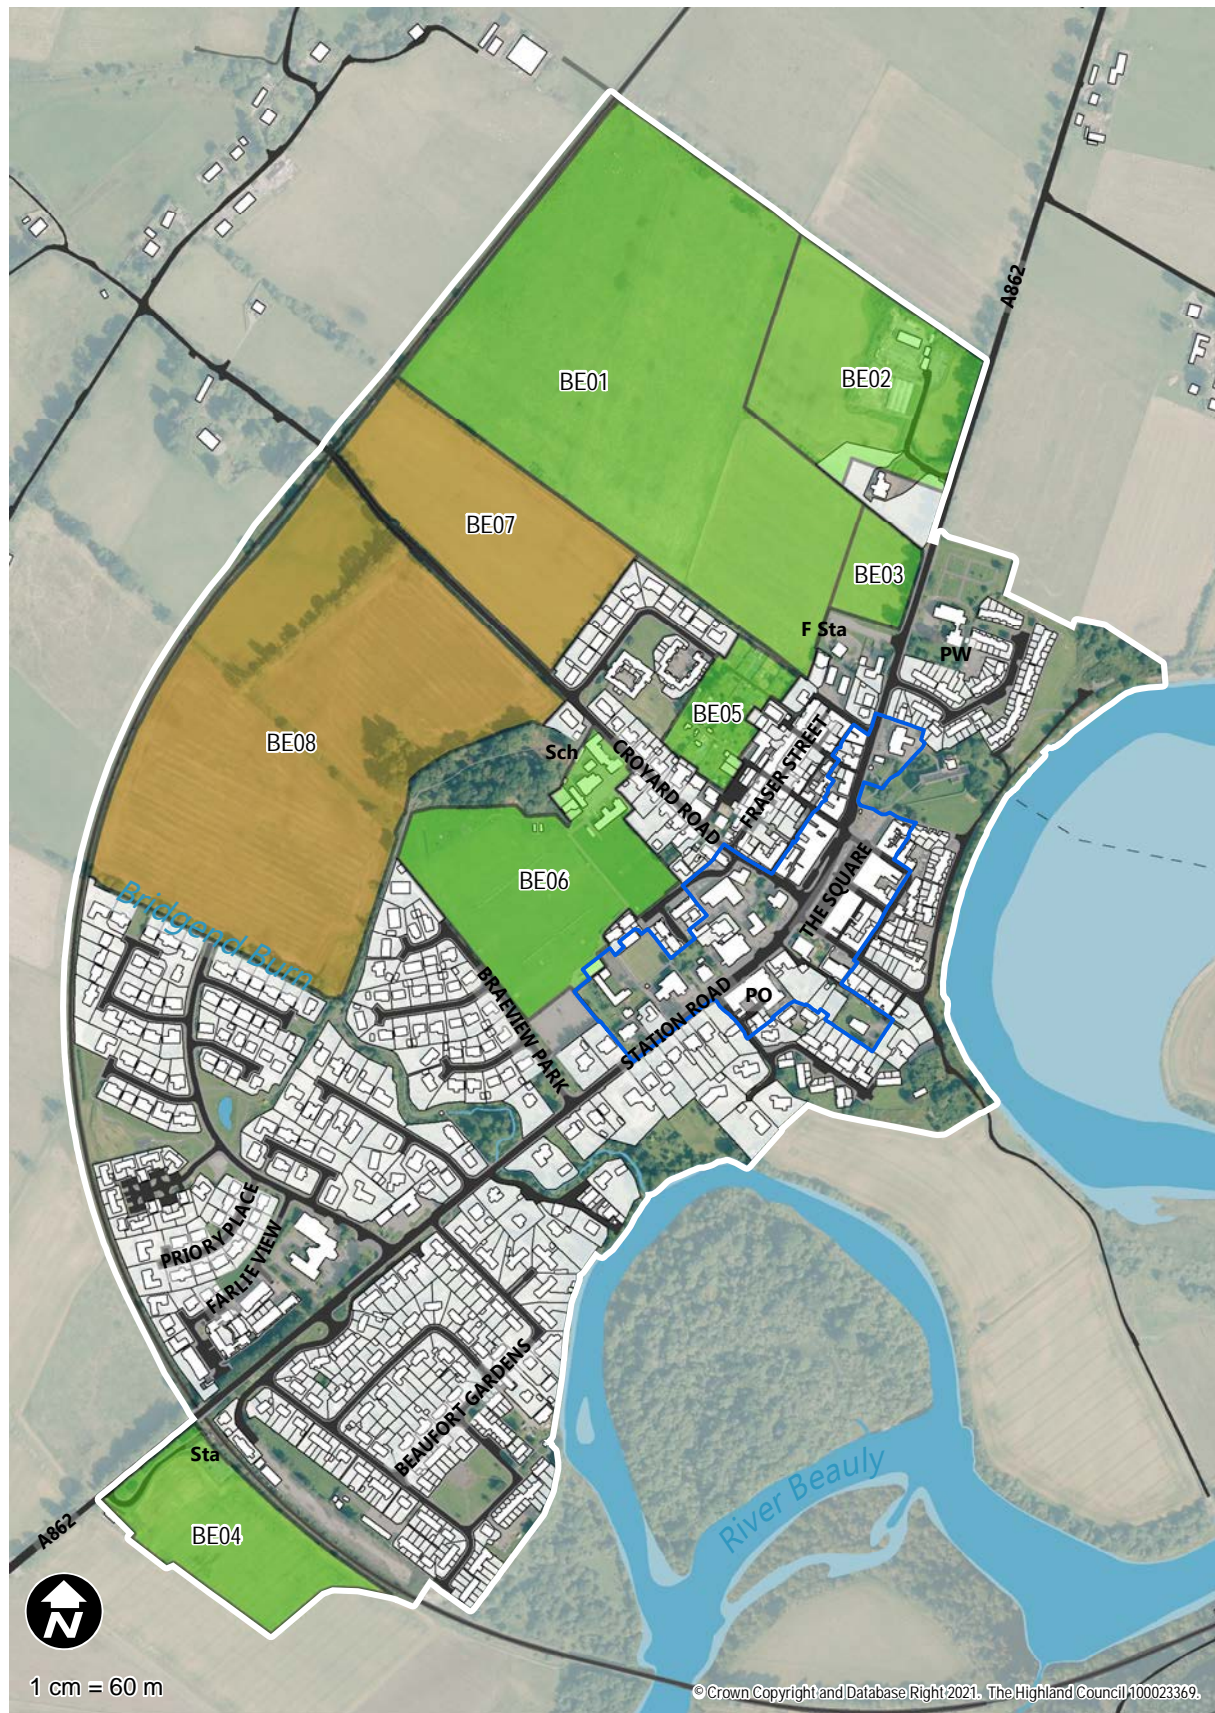 A862
BE01
BE02
BE07
BE03
F Sta
PW
BE05
BE08
Sch
CROYARD ROAD
FRASER STREET
BE06
THE SQUARE
Bridgend Burn
BRAEVIEW PARK
STATION ROAD
PO
PRIORY PLACE
FARLIE VIEW
BEAUFORT GARDENS
Sta
River Beauly
A862
BE04
N
1 cm = 60 m
© Crown Copyright and Database Right 2021. The Highland Council 100023369.